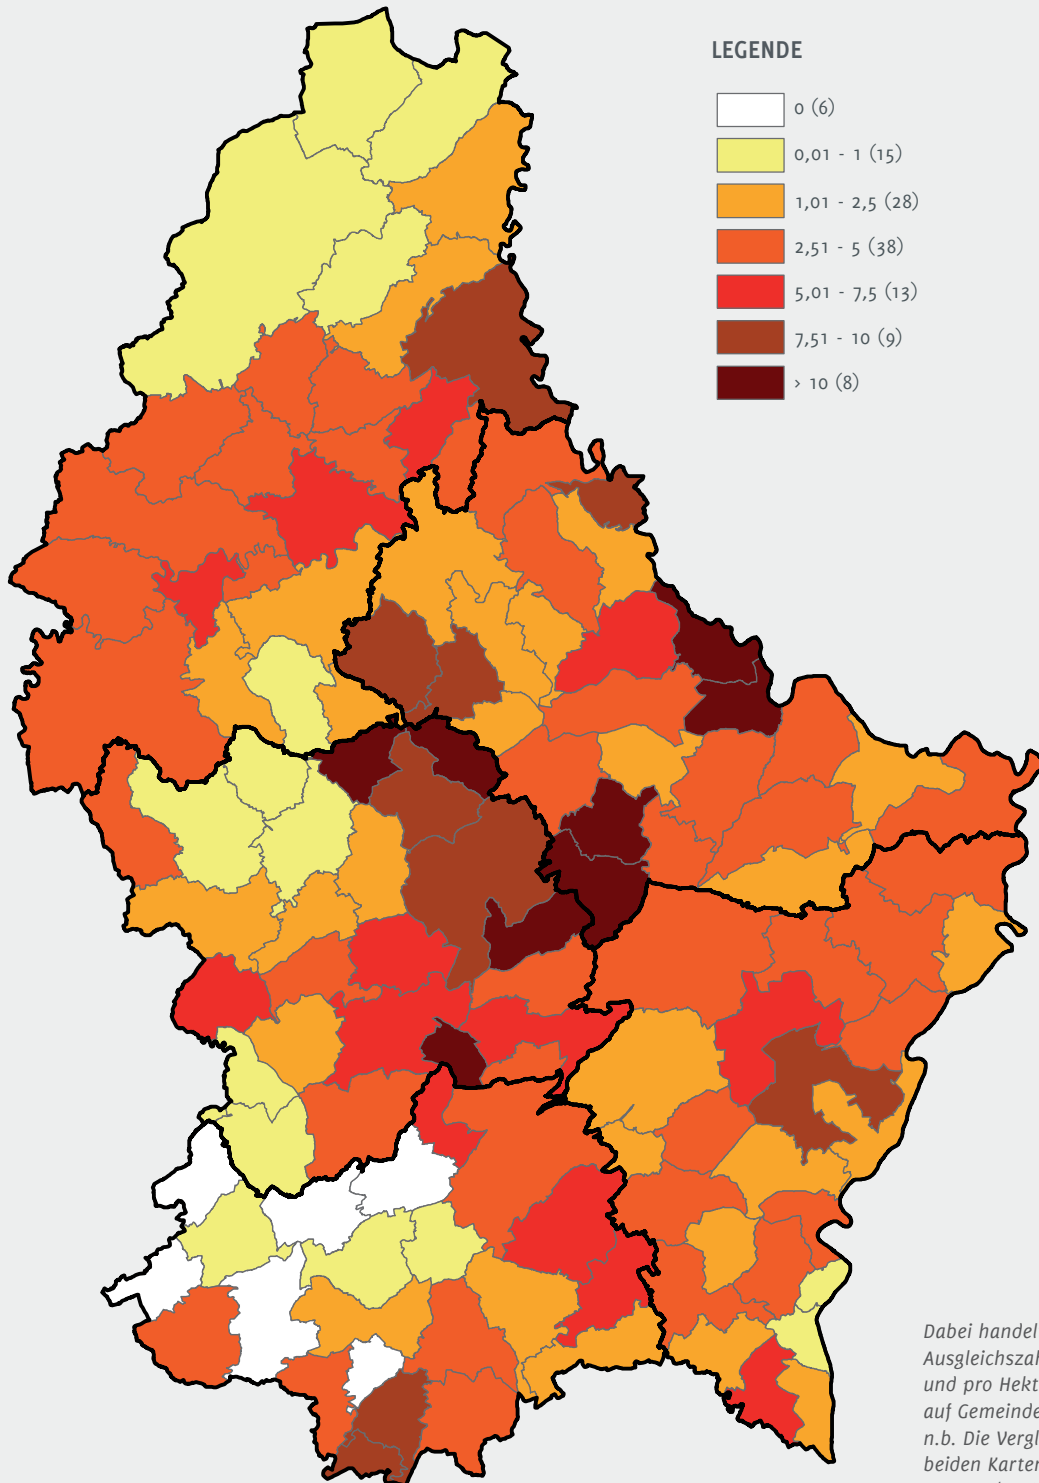 LEGENDE
0 (6)
0,01 - 1 (15)
1,01 - 2,5 (28)
2,51 - 5 (38)
5,01 - 7,5 (13)
7,51 - 10 (9)
> 10 (8)
Dabei handel
Ausgleichszah
und pro Hekt
auf Gemeinde
n.b. Die Vergl
beiden Karten